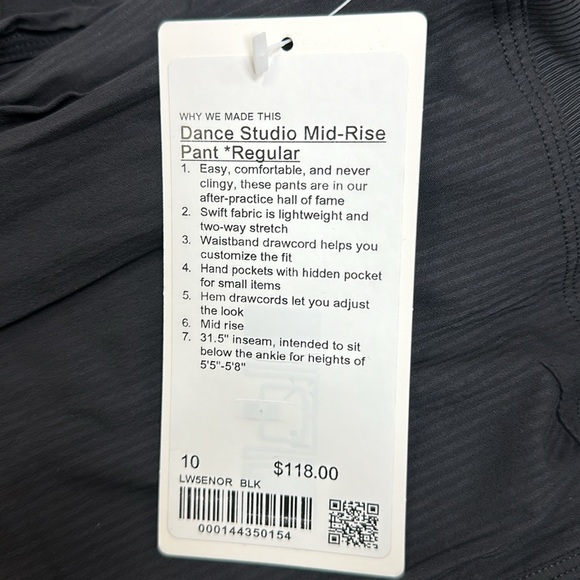 WHY WE MADE THIS
Dance Studio Mid-Rise
Pant *Regular
1. Easy, comfortable, and never
clingy, these pants are in our
after-practice hall of fame
2. Swift fabric is lightweight and
two-way stretch
3. Waistband drawcord helps you
customize the fit
4. Hand pockets with hidden pocket
for small items
5. Hem drawcords let you adjust
the look
6. Mid rise
7. 31.5" inseam, intended to sit
below the ankle for heights of
5'5"-5'8"
10 $118.00
LW5ENOR BLK
000144350154